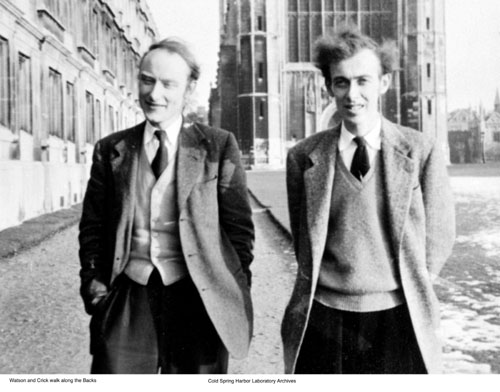 Watson and Crick walk along the Backs
Cold Spring Harbor Laboratory Archives